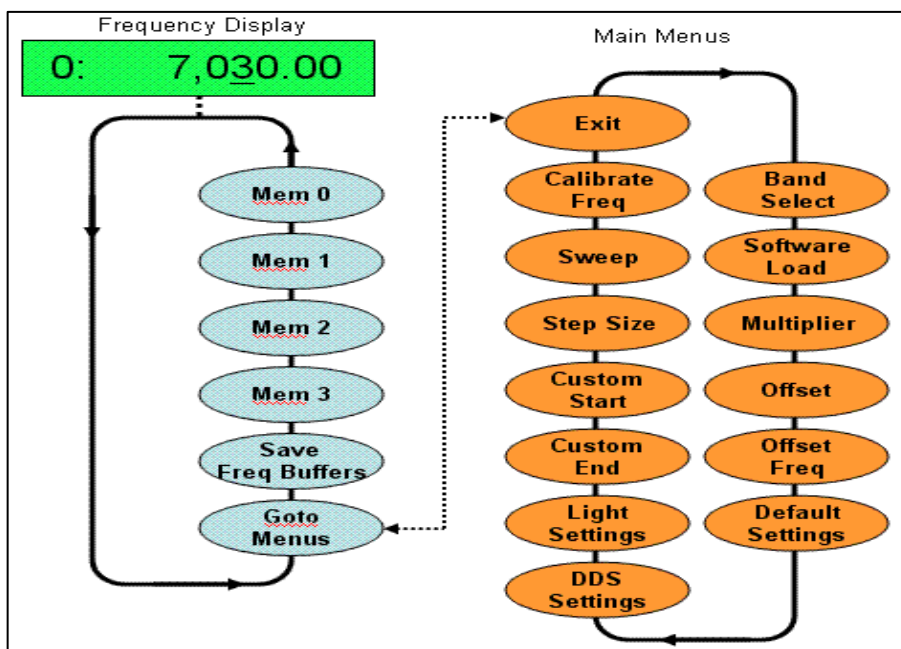 Frequency Display
0: 7,030.00
Mem 0
Mem 1
Mem 2
Mem 3
Save
Freq Buffers
Goto
Menus
Main Menus
Exit
Calibrate
Freq
Sweep
Step Size
Custom
Start
Custom
End
Light
Settings
DDS
Settings
Band
Select
Software
Load
Multiplier
Offset
Offset
Freq
Default
Settings